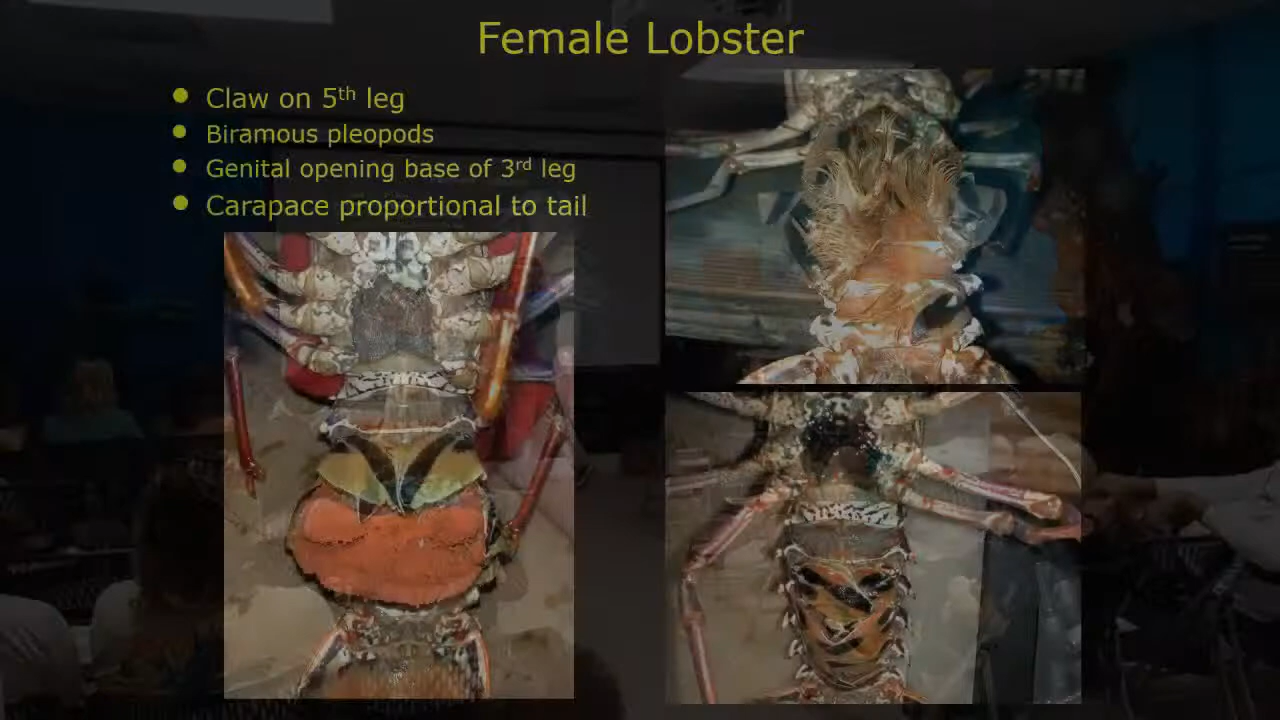 Female Lobster
Claw on 5th leg
Biramous pleopods
Genital opening base of 3rd leg
Carapace proportional to tail